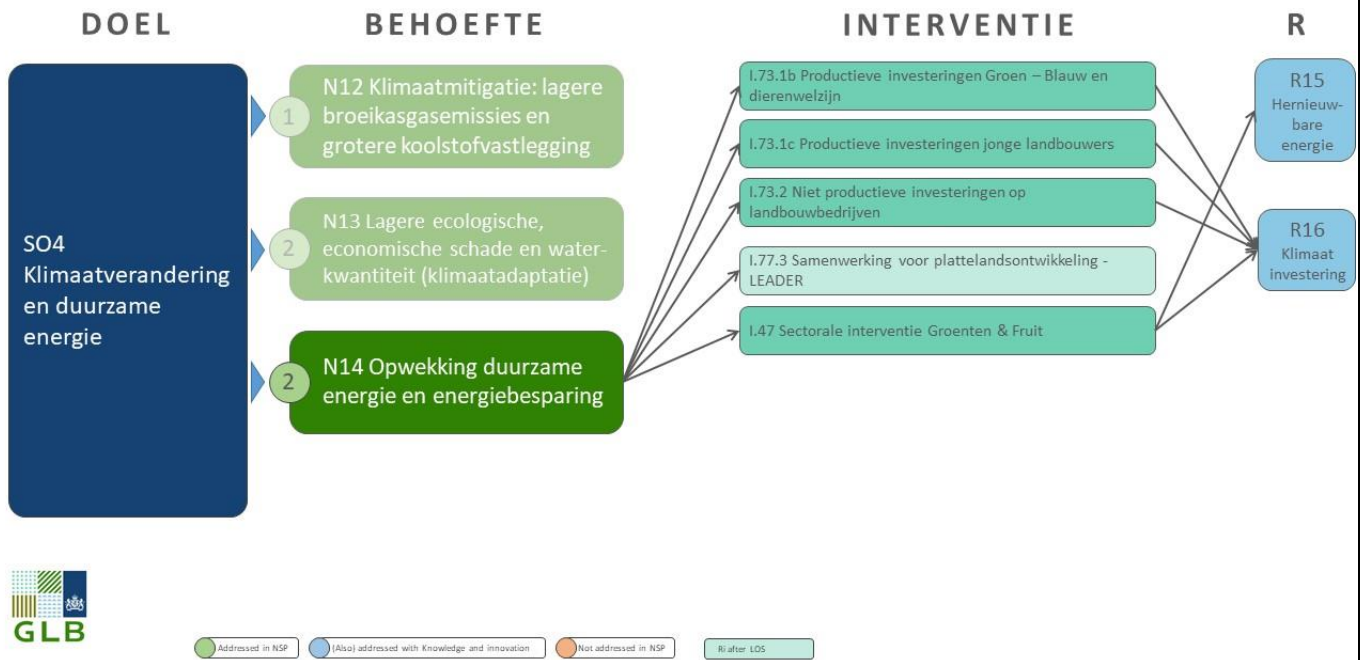 DOEL
BEHOEFTE
INTERVENTIE
R
SO4
Klimaatverandering
en duurzame
energie
1
N12 Klimaatmitigatie: lagere
broeikasgasemissies en
grotere koolstofvastlegging
2
N13 Lagere ecologische,
economische schade en water-
kwantiteit (klimaatadaptatie)
2
N14 Opwekking duurzame
energie en energiebesparing
I.73.1b Productieve investeringen Groen – Blauw en
dierenwelzijn
I.73.1c Productieve investeringen jonge landbouwers
I.73.2 Niet productieve investeringen op
landbouwbedrijven
I.77.3 Samenwerking voor plattelandsontwikkeling -
LEADER
I.47 Sectorale interventie Groenten & Fruit
R15
Hernieuw-
bare
energie
R16
Klimaat
investering
GLB
Addressed in NSP
(Also) addressed with Knowledge and innovation
Not addressed in NSP
Ri after LOS